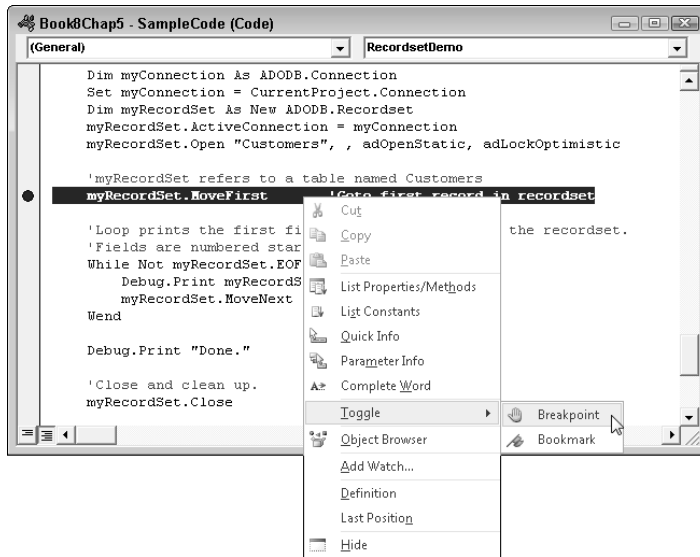 Book8Chap5 - SampleCode (Code)
(General) RecordsetDemo
Dim myConnection As ADODB.Connection
Set myConnection = CurrentProject.Connection
Dim myRecordSet As New ADODB.Recordset
myRecordSet.ActiveConnection = myConnection
myRecordSet.Open "Customers", , adOpenStatic, adLockOptimistic
'myRecordSet refers to a table named Customers
myRecordSet.MoveFirst 'Goto first record in recordset
'Loop prints the first fi the recordset.
'Fields are numbered star
While Not myRecordSet.EOF
Debug.Print myRecordS
myRecordSet.MoveNext
Wend
Debug.Print "Done."
'Close and clean up.
myRecordSet.Close
Cut
Copy
Paste
List Properties/Methods
List Constants
Quick Info
Parameter Info
Complete Word
Toggle
Object Browser
Add Watch...
Definition
Last Position
Hide
Breakpoint
Bookmark